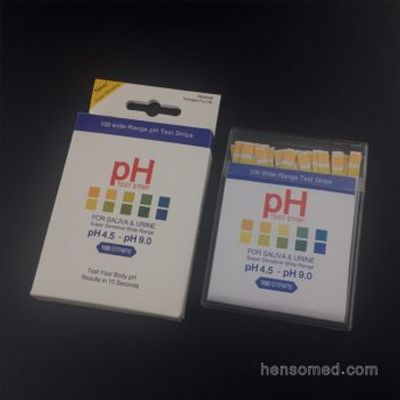 New!
100 wide Range pH Test Strips
pH
TEST STRIP
FOR SALIVA & URINE
Super Sensitive Wide Range
pH 4.5 - pH 9.0
100 STRIPS
Test Your Body pH
Results in 15 Seconds
100 Wide Range Test Strips
pH
TEST STRIP
FOR SALIVA & URINE
Super Sensitive Wide Range
pH 4.5 - pH 9.0
100 STRIPS
hensomed.com